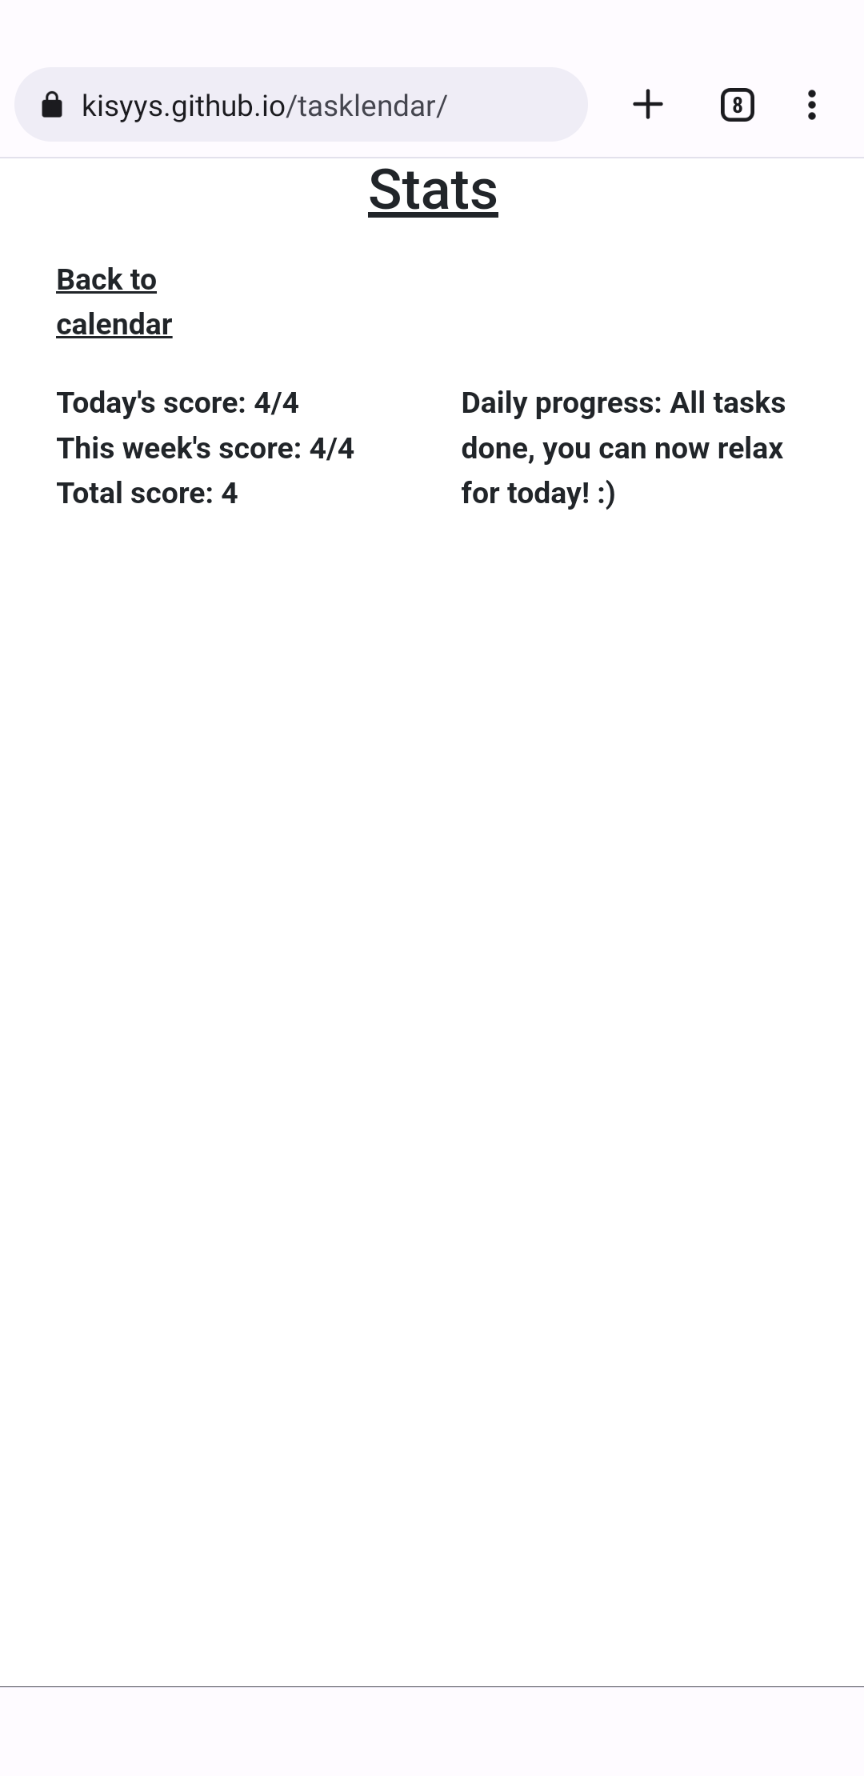 kisyys.github.io/tasklendar/
8
Stats
Back to
calendar
Today's score: 4/4
This week's score: 4/4
Total score: 4
Daily progress: All tasks
done, you can now relax
for today! :)